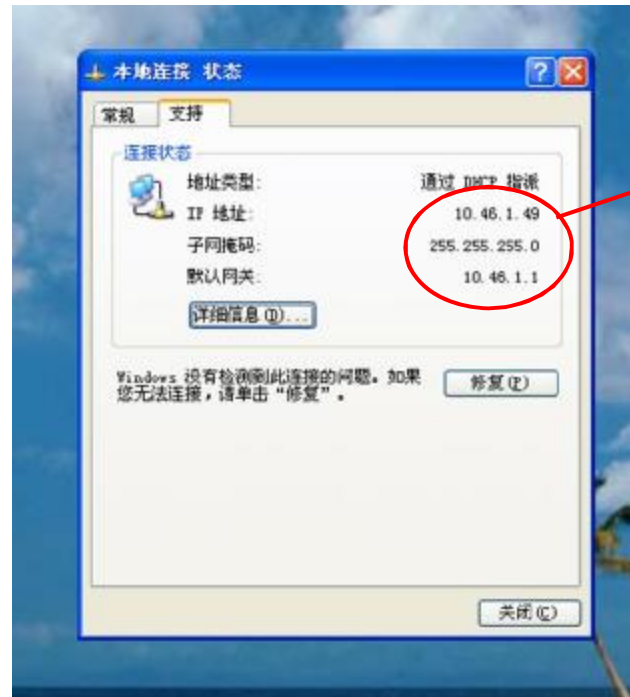 本地连接 状态
常规 支持
连接状态
地址类型: 通过 DHCP 指派
IP 地址: 10.46.1.49
子网掩码: 255.255.255.0
默认网关: 10.46.1.1
详细信息(D)...
Windows 没有检测到此连接的问题。如果
您无法连接，请单击“修复”。
修复(P)
关闭(C)